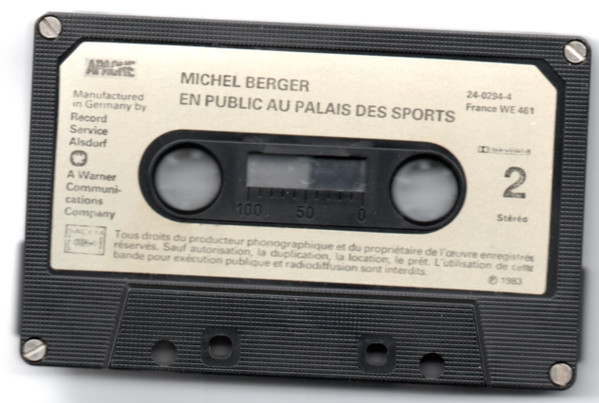 APACHE
MICHEL BERGER
EN PUBLIC AU PALAIS DES SPORTS
24-0294-4
France WE 461
Manufactured
in Germany by
Record
Service
Alsdorf
A Warner
Communi-
cations
Company
2
Stéréo
100 50 0
Tous droits du producteur phonographique et du propriétaire de l'œuvre enregistrés
réservés. Sauf autorisation, la duplication, la location, le prêt. L'utilisation de cette
bande pour exécution publique et radiodiffusion sont interdits.
℗ 1983